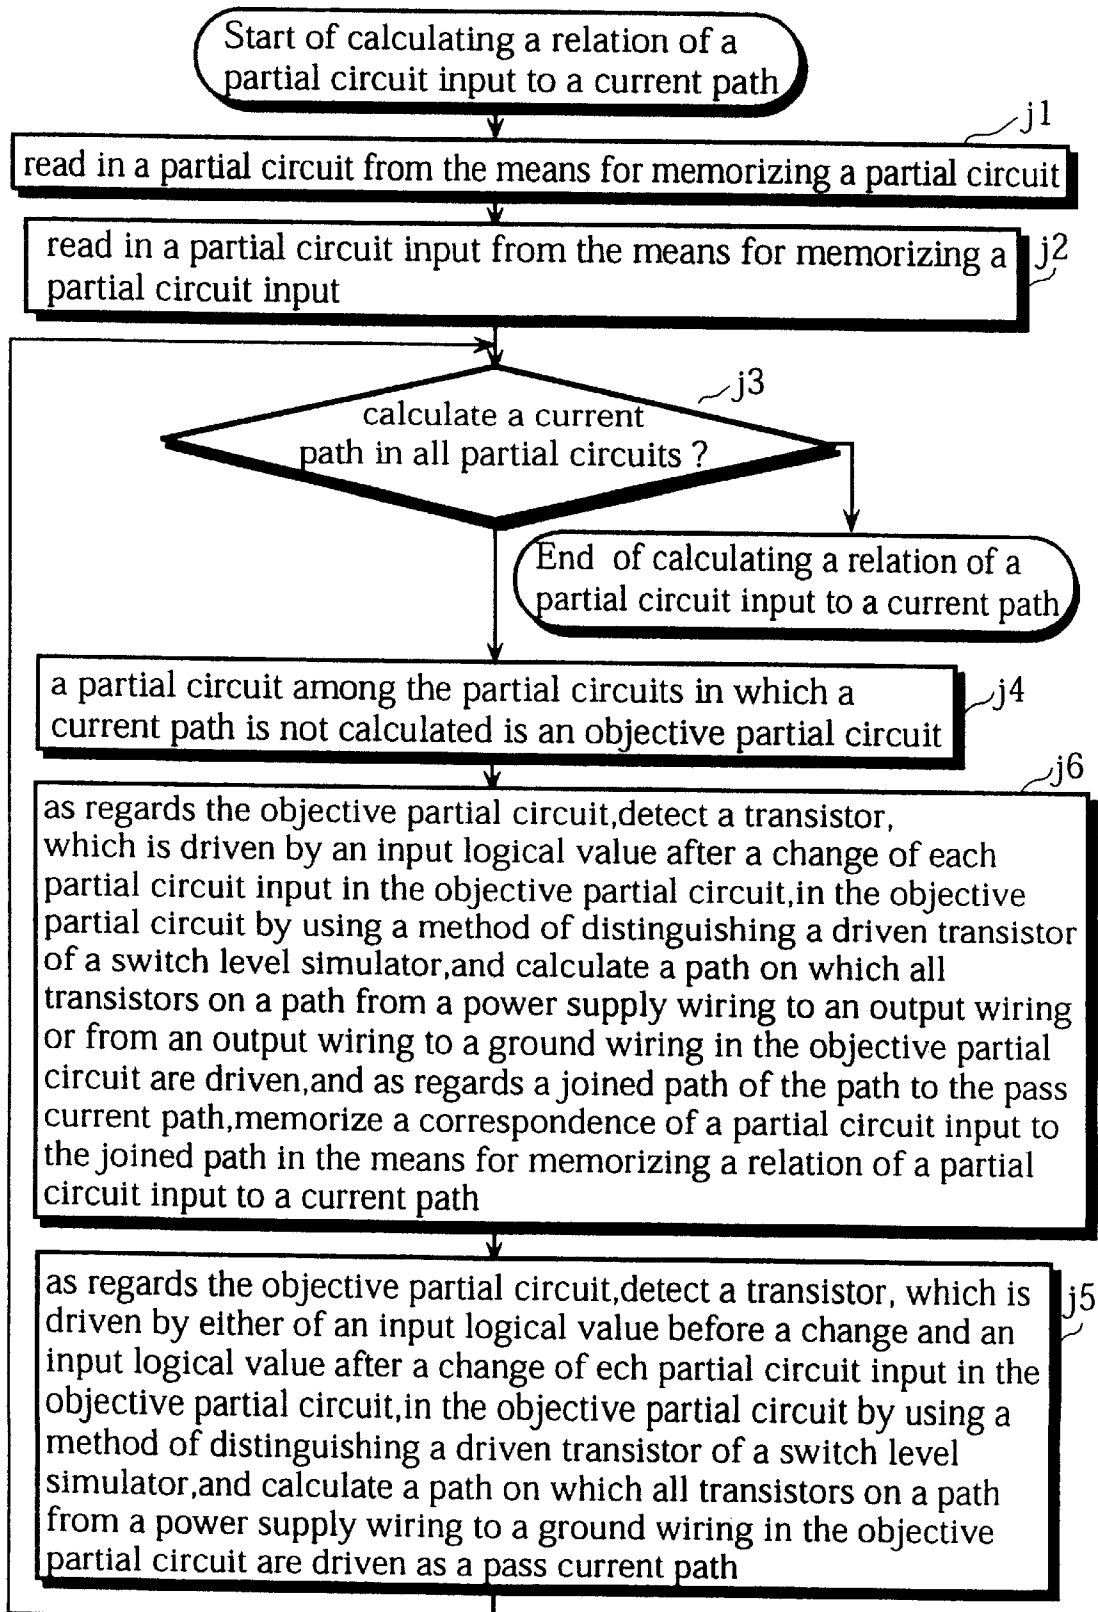 Start of calculating a relation of a
partial circuit input to a current path
j1
read in a partial circuit from the means for memorizing a partial circuit
read in a partial circuit input from the means for memorizing a
partial circuit input
j2
j3
calculate a current
path in all partial circuits ?
End of calculating a relation of a
partial circuit input to a current path
a partial circuit among the partial circuits in which a
current path is not calculated is an objective partial circuit
j4
j6
as regards the objective partial circuit,detect a transistor,
which is driven by an input logical value after a change of each
partial circuit input in the objective partial circuit,in the objective
partial circuit by using a method of distinguishing a driven transistor
of a switch level simulator,and calculate a path on which all
transistors on a path from a power supply wiring to an output wiring
or from an output wiring to a ground wiring in the objective partial
circuit are driven,and as regards a joined path of the path to the pass
current path,memorize a correspondence of a partial circuit input to
the joined path in the means for memorizing a relation of a partial
circuit input to a current path
as regards the objective partial circuit,detect a transistor, which is
driven by either of an input logical value before a change and an
input logical value after a change of ech partial circuit input in the
objective partial circuit,in the objective partial circuit by using a
method of distinguishing a driven transistor of a switch level
simulator,and calculate a path on which all transistors on a path
from a power supply wiring to a ground wiring in the objective
partial circuit are driven as a pass current path
j5